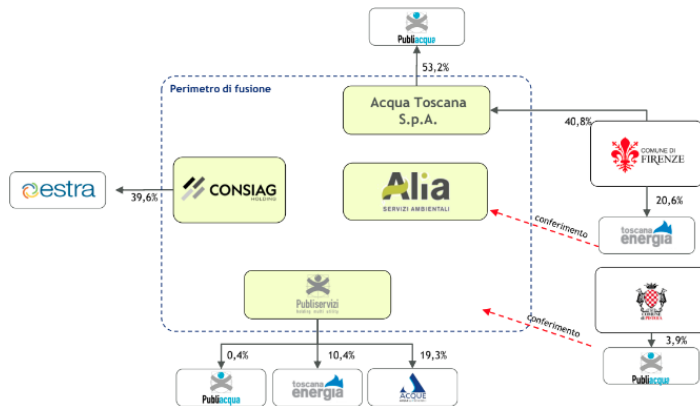 Publiacqua
53,2%
Perimetro di fusione
Acqua Toscana
S.p.A.
40,8%
COMUNE DI
FIRENZE
estra
39,6%
CONSIAG
HOLDING
Alia
SERVIZI AMBIENTALI
20,6%
conferimento
toscana
energia
Publiservizi
conferimento
3,9%
0,4%
10,4%
19,3%
Publiacqua
toscana
energia
ACQUE
Publiacqua